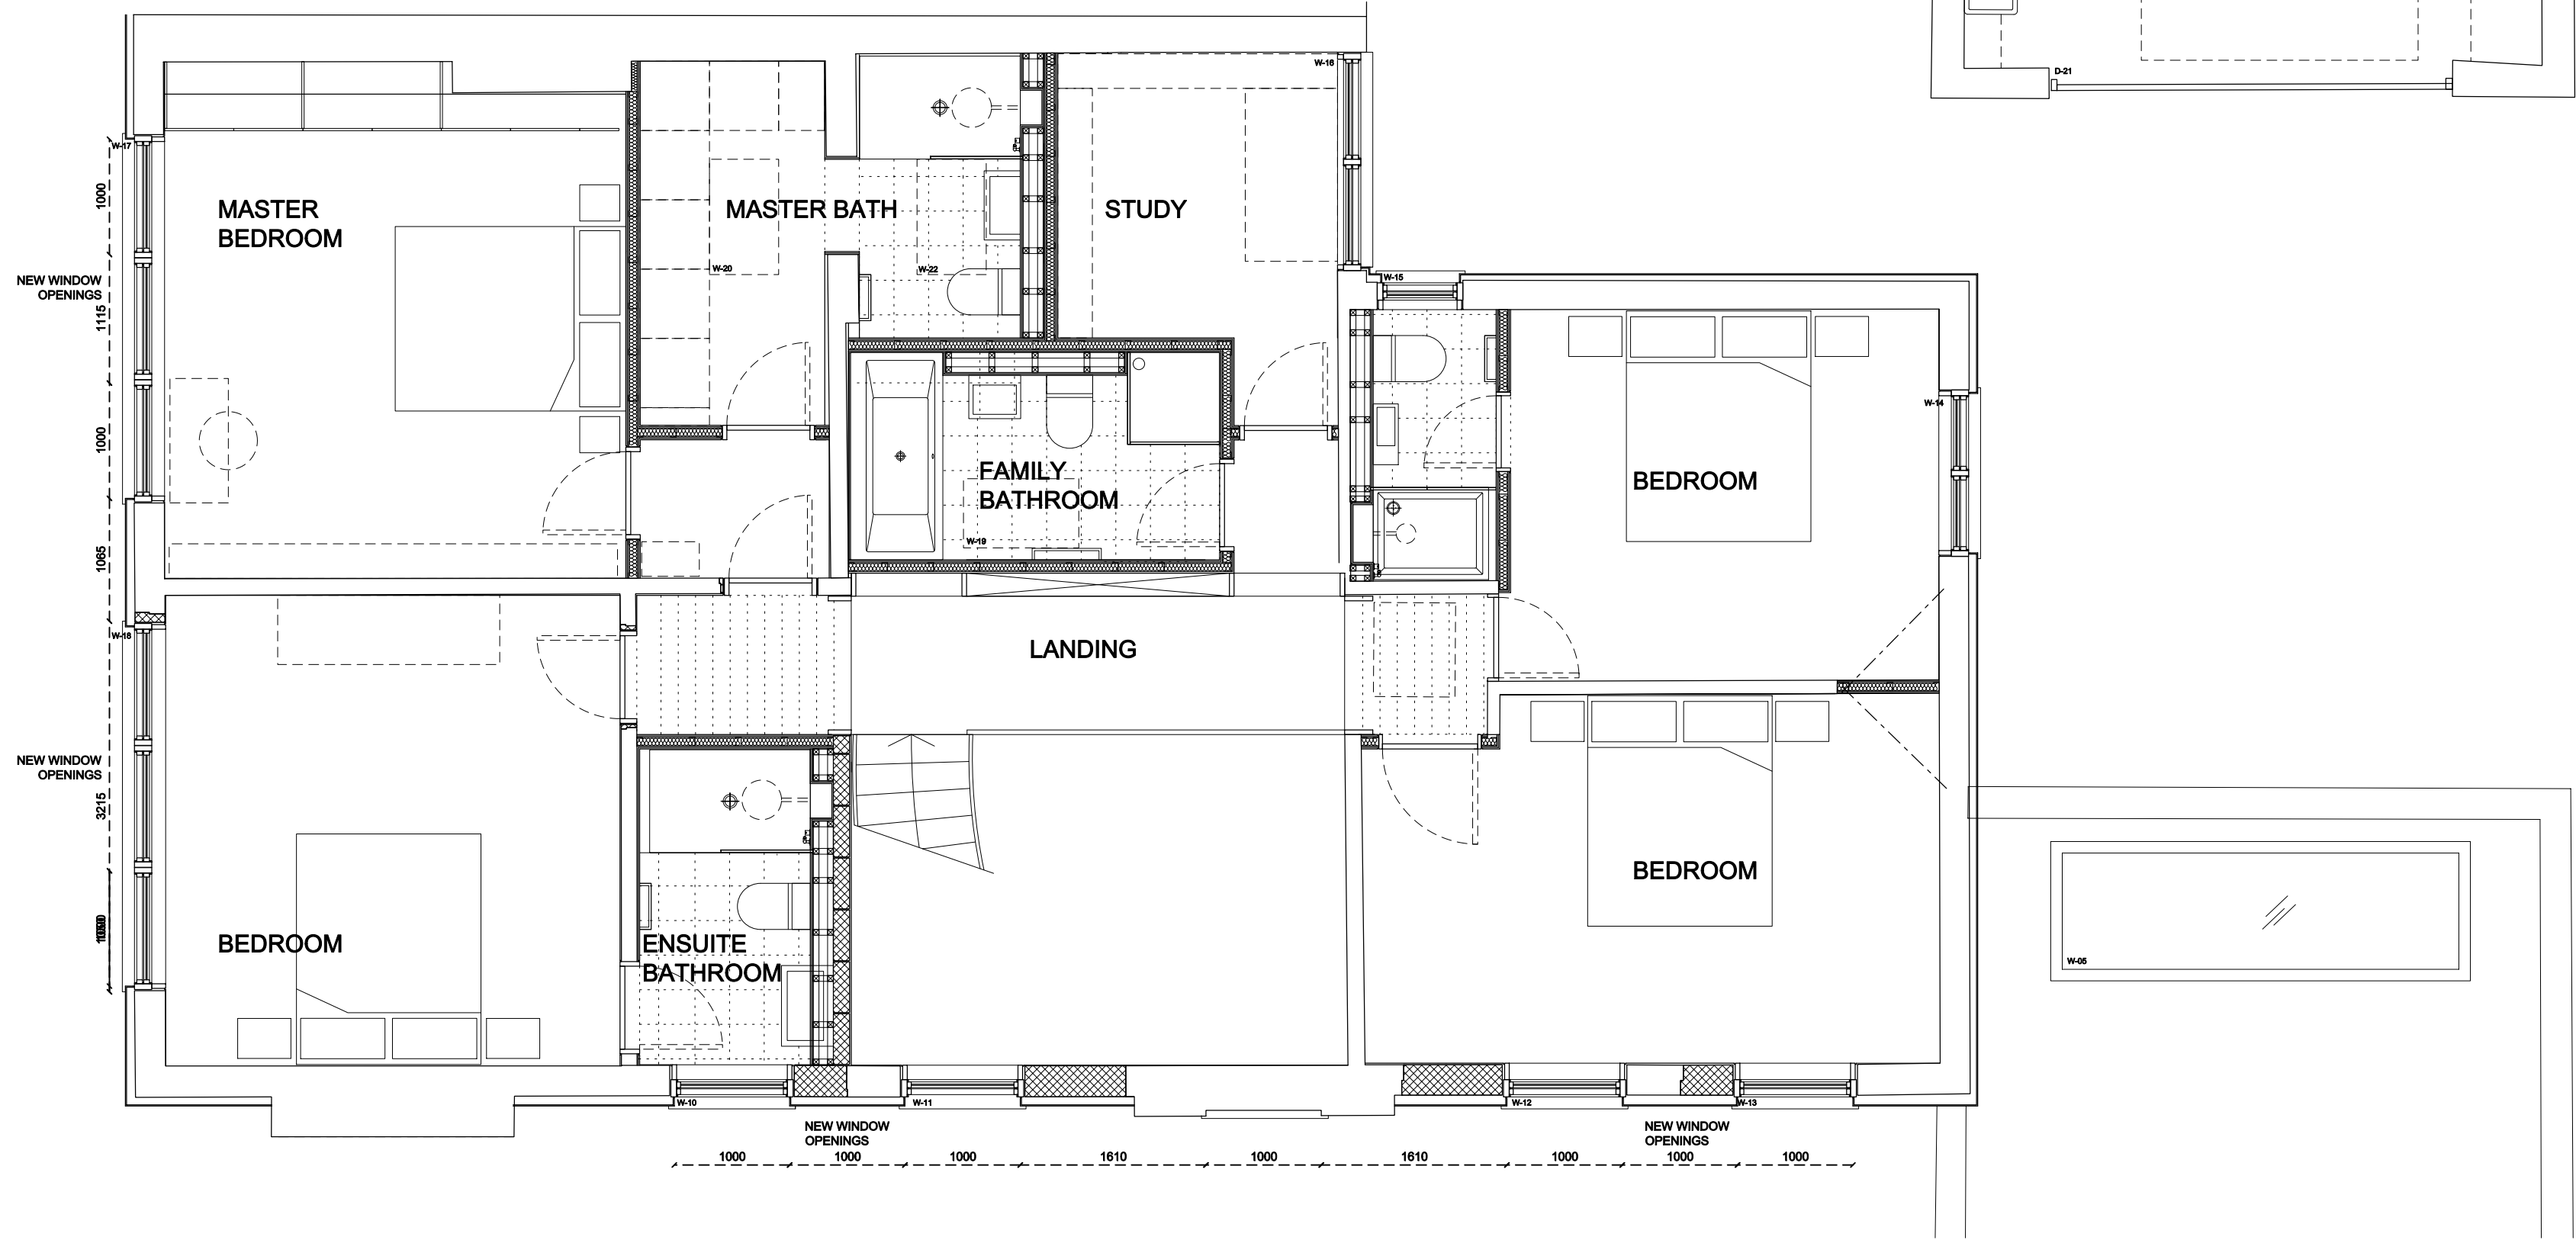 D-21
W-16
W-17
1000
MASTER
BEDROOM
MASTER BATH
STUDY
W-20
W-22
W-15
NEW WINDOW
OPENINGS
1115
W-14
1000
FAMILY
BATHROOM
BEDROOM
W-19
1065
W-18
LANDING
NEW WINDOW
OPENINGS
3215
BEDROOM
BEDROOM
ENSUITE
BATHROOM
W-05
W-10
W-11
W-12
W-13
NEW WINDOW
OPENINGS
NEW WINDOW
OPENINGS
1000
1000
1000
1610
1000
1610
1000
1000
1000